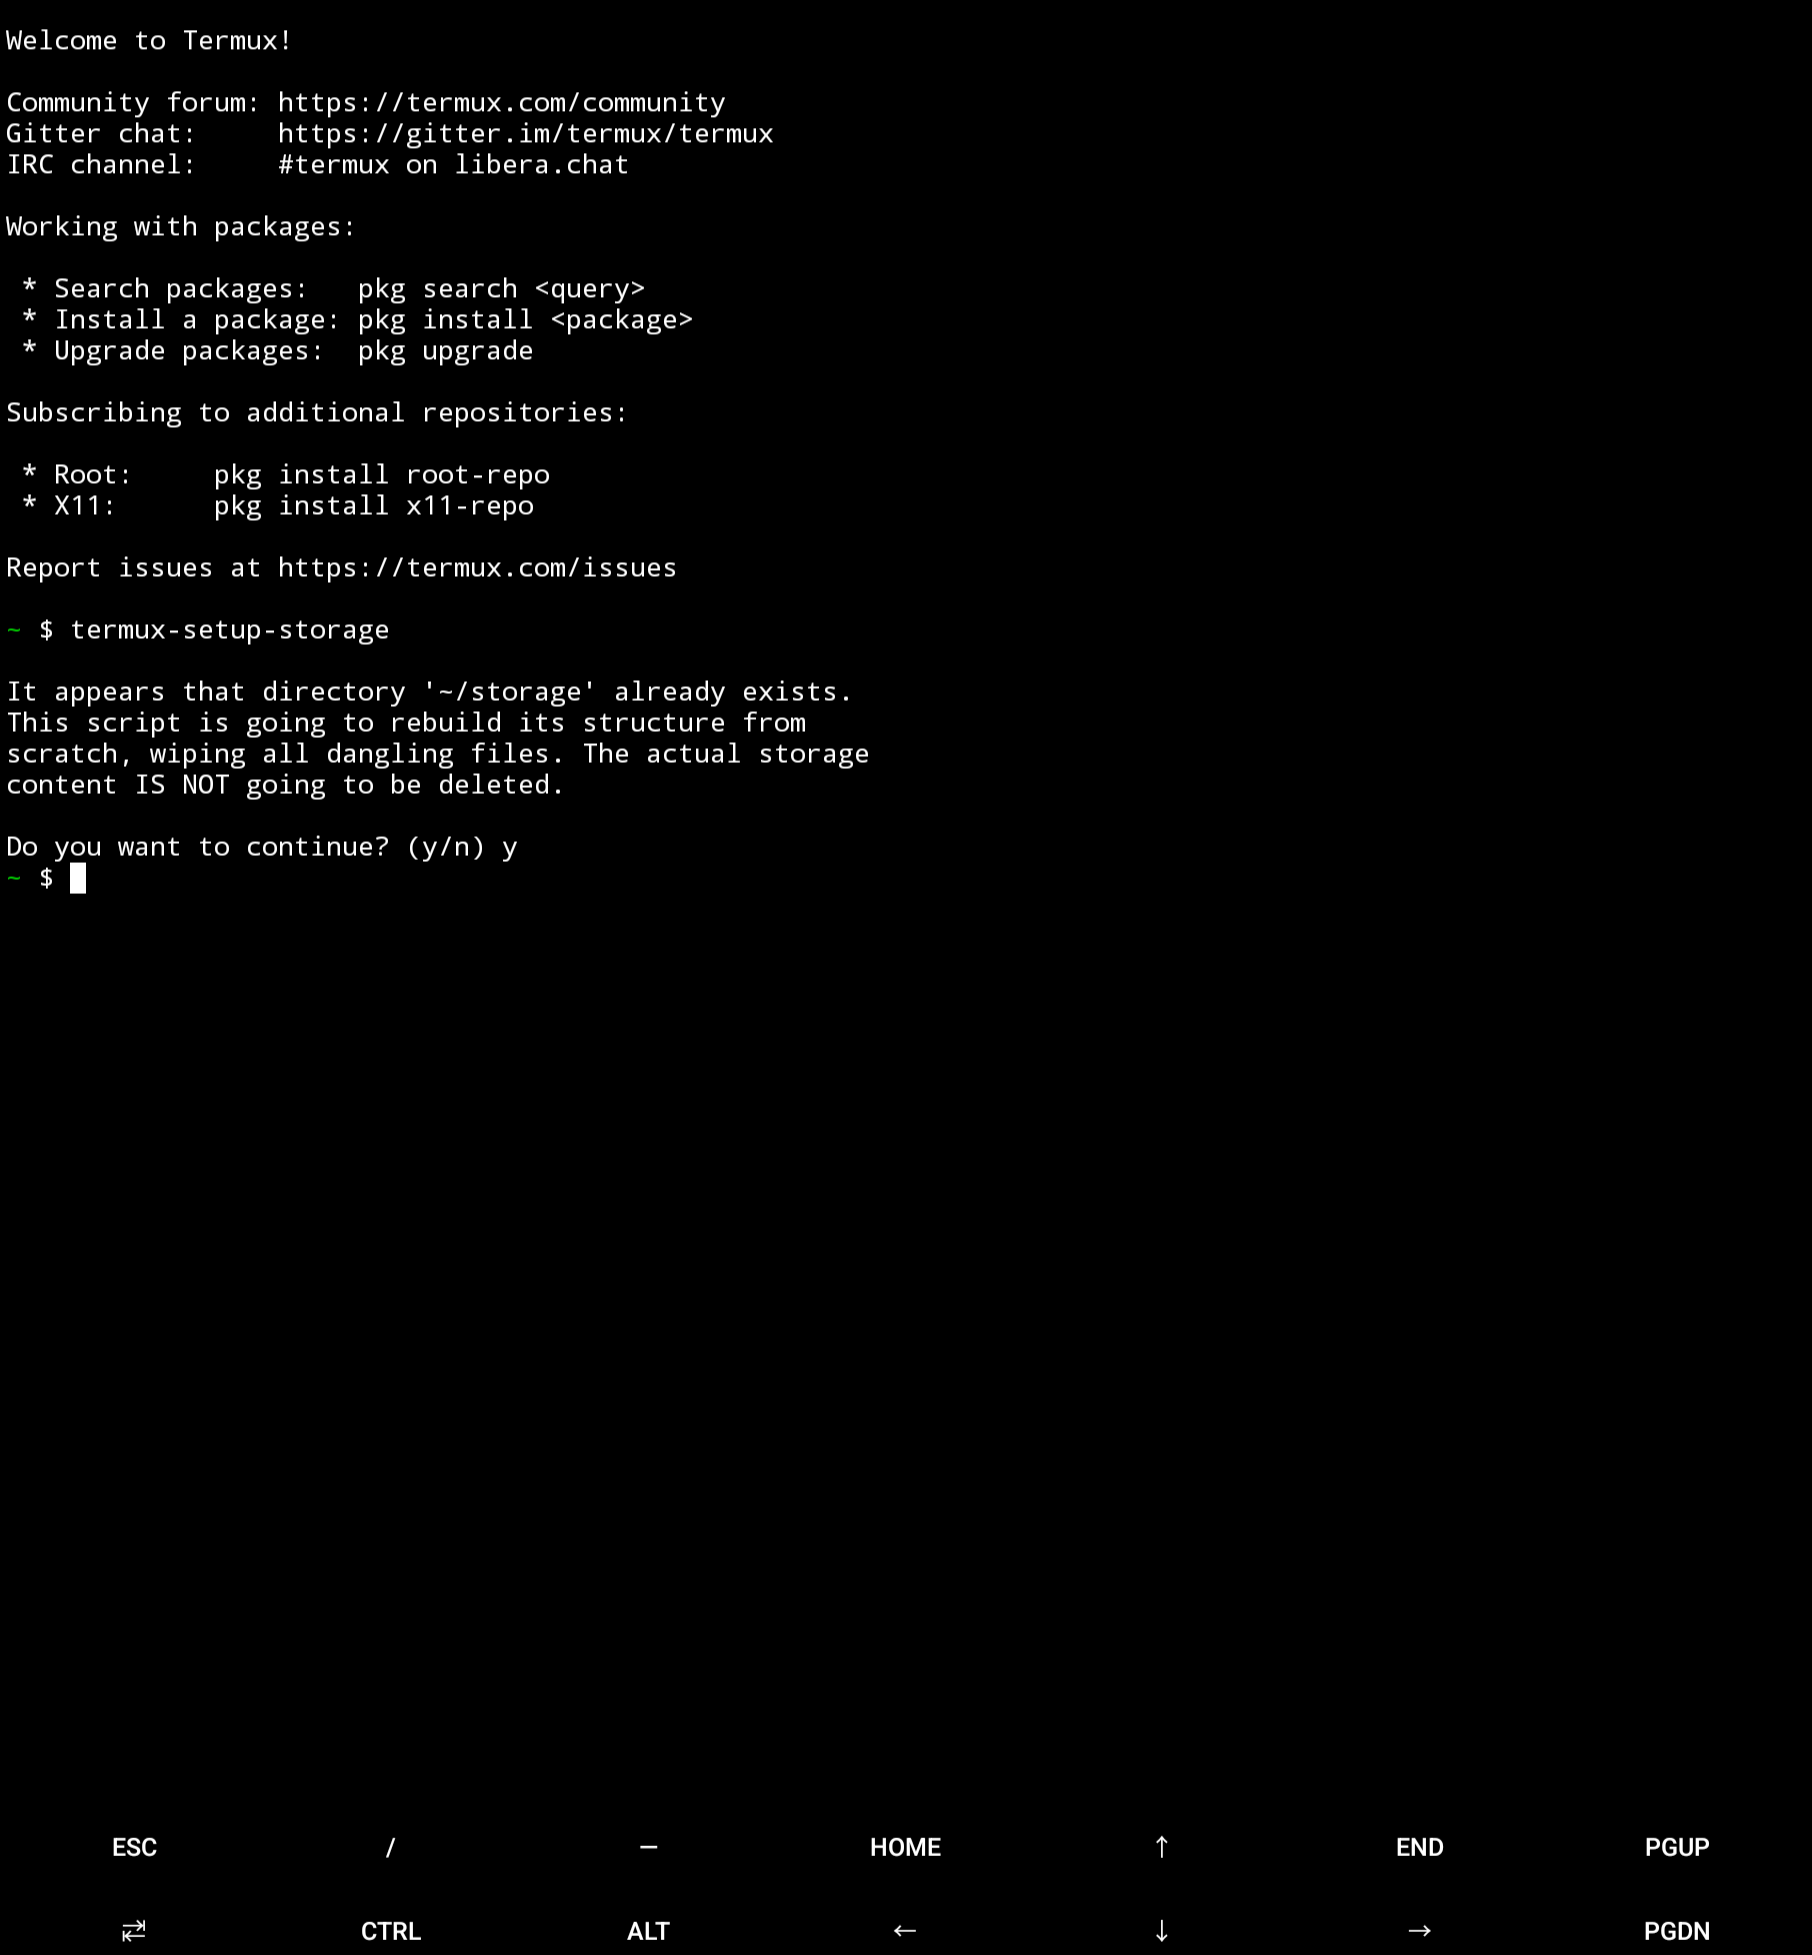 Welcome to Termux!
Community forum: https://termux.com/community
Gitter chat:     https://gitter.im/termux/termux
IRC channel:     #termux on libera.chat
Working with packages:
 * Search packages:   pkg search <query>
 * Install a package: pkg install <package>
 * Upgrade packages:  pkg upgrade
Subscribing to additional repositories:
 * Root:     pkg install root-repo
 * X11:      pkg install x11-repo
Report issues at https://termux.com/issues
~ $ termux-setup-storage
It appears that directory '~/storage' already exists.
This script is going to rebuild its structure from
scratch, wiping all dangling files. The actual storage
content IS NOT going to be deleted.
Do you want to continue? (y/n) y
~ $
ESC / — HOME ↑ END PGUP
⇄ CTRL ALT ← ↓ → PGDN